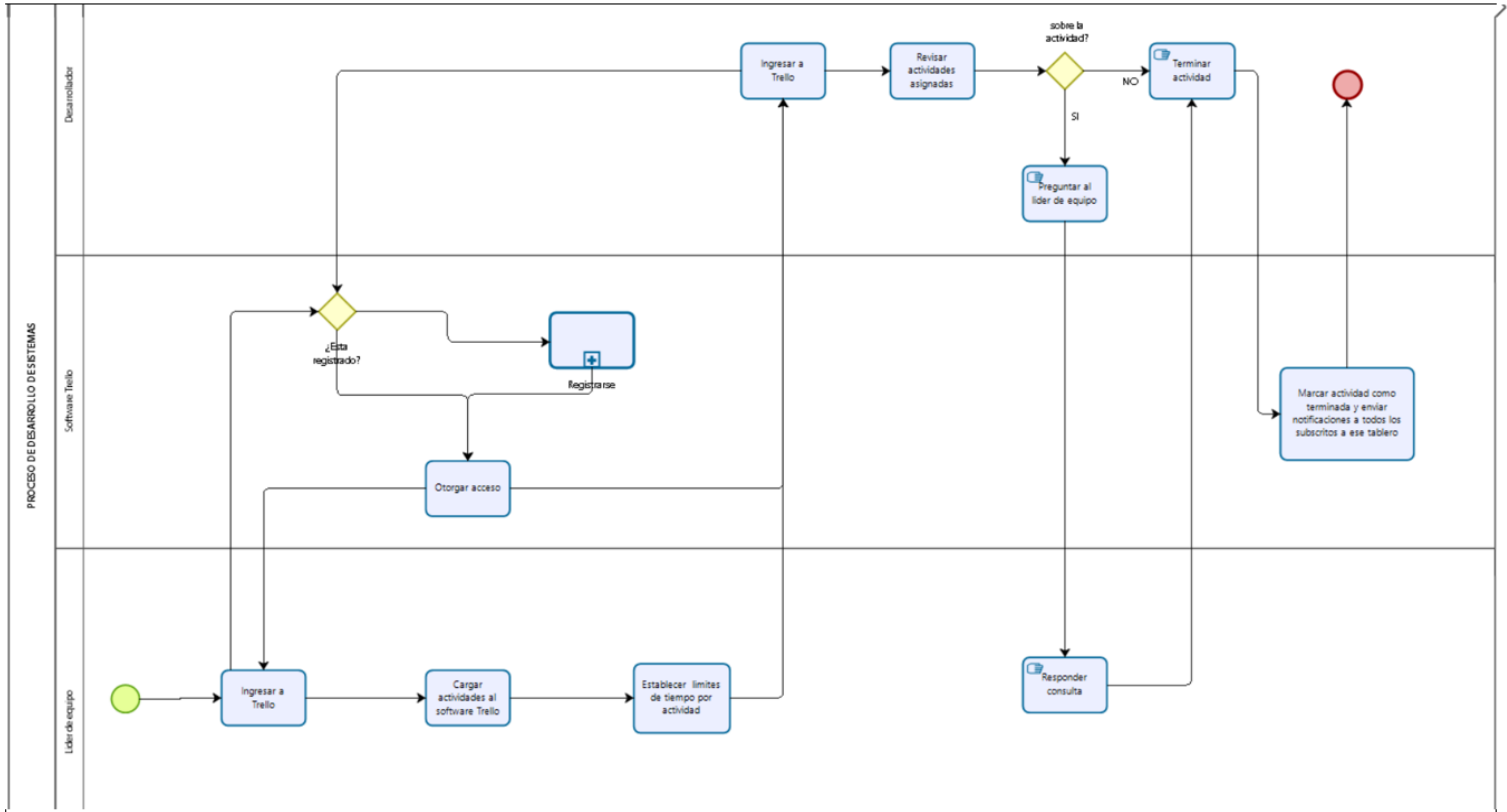 PROCESO DE DESARROLLO DE SISTEMAS
Desarrollador
Ingresar a
Trello
Revisar
actividades
asignadas
sobre la
actividad?
NO
SI
Terminar
actividad
Preguntar al
lider de equipo
Software Trello
¿Esta
registrado?
Registrarse
Otorgar acceso
Marcar actividad como
terminada y enviar
notificaciones a todos los
subscritos a ese tablero
Lider de equipo
Ingresar a
Trello
Cargar
actividades al
software Trello
Establecer limites
de tiempo por
actividad
Responder
consulta